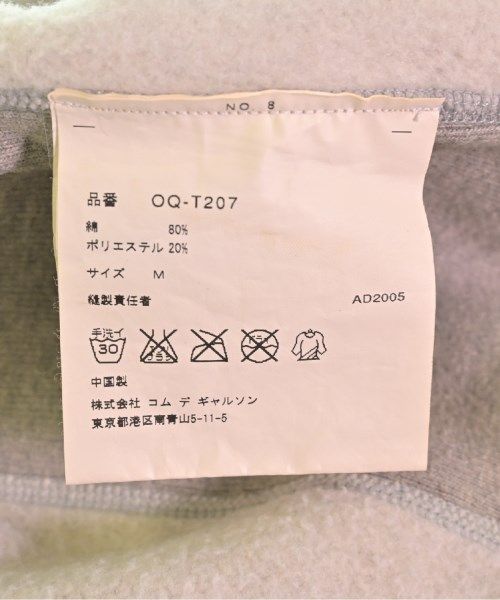 NO. 8
品番 OQ-T207
綿 80%
ポリエステル 20%
サイズ M
縫製責任者 AD2005
手洗イ
30
中国製
株式会社 コム デ ギャルソン
東京都港区南青山5-11-5